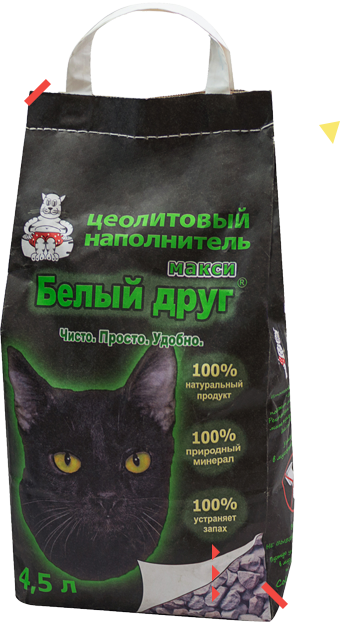 цеолитовый
наполнитель
макси
Белый друг®
Чисто. Просто. Удобно.
100%
натуральный
продукт
100%
природный
минерал
100%
устраняет
запах
4,5 л